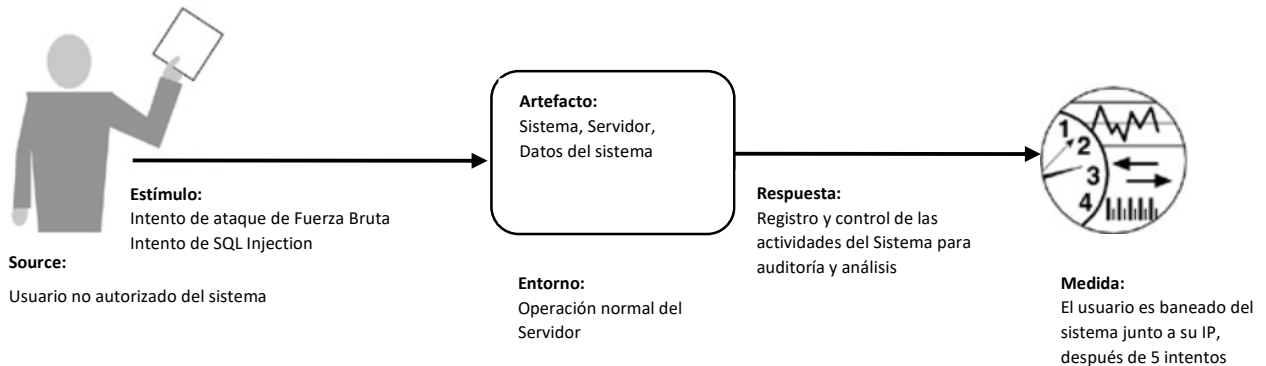 Artefacto:
Sistema, Servidor,
Datos del sistema
1
2
3
4
Estímulo:
Intento de ataque de Fuerza Bruta
Intento de SQL Injection
Respuesta:
Registro y control de las
actividades del Sistema para
auditoría y análisis
Source:
Usuario no autorizado del sistema
Entorno:
Operación normal del
Servidor
Medida:
El usuario es baneado del
sistema junto a su IP,
después de 5 intentos